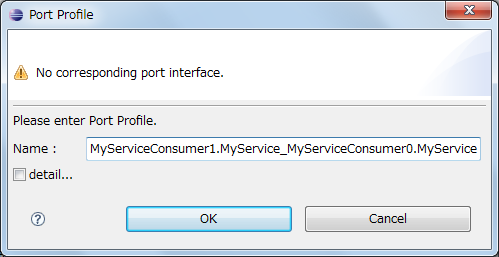 Port Profile
No corresponding port interface.
Please enter Port Profile.
Name : MyServiceConsumer1.MyService_MyServiceConsumer0.MyService
detail...
OK Cancel